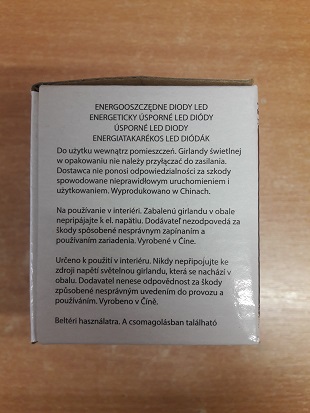 ENERGOOSZCZĘDNE DIODY LED
ENERGETICKY ÚSPORNÉ LED DIÓDY
ÚSPORNÉ LED DIODY
ENERGIATAKARÉKOS LED DIÓDÁK
Do użytku wewnątrz pomieszczeń. Girlandy świetlnej
w opakowaniu nie należy przyłączać do zasilania.
Dostawca nie ponosi odpowiedzialności za szkody
spowodowane nieprawidłowym uruchomieniem i
użytkowaniem. Wyprodukowano w Chinach.
Na používanie v interiéri. Zabalenú girlandu v obale
nepripájajte k el. napätiu. Dodávateľ nezodpovedá za
škody spôsobené nesprávnym zapínaním a
používaním zariadenia. Vyrobené v Číne.
Určeno k použití v interiéru. Nikdy nepřipojujte ke
zdroji napětí světelnou girlandu, která se nachází v
obalu. Dodavatel nenese odpovědnost za škody
způsobené nesprávným uvedením do provozu a
používáním. Vyrobeno v Číně.
Beltéri használatra. A csomagolásban található